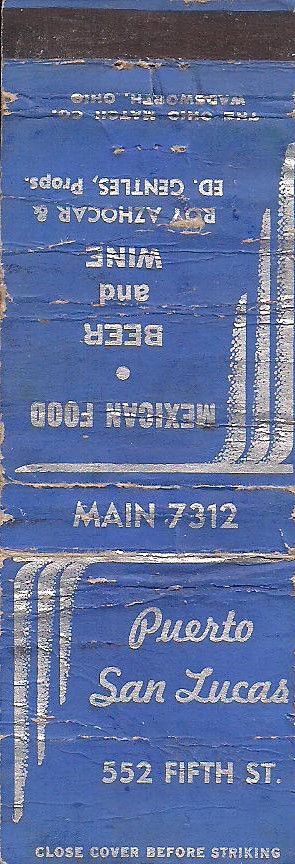 Puerto
San Lucas
552 FIFTH ST.
CLOSE COVER BEFORE STRIKING
MAIN 7312
MEXICAN FOOD
•
BEER
and
WINE
ROY AZHOCAR &
ED. GENTLES, Props.
THE OHIO MATCH CO.
WADSWORTH, OHIO